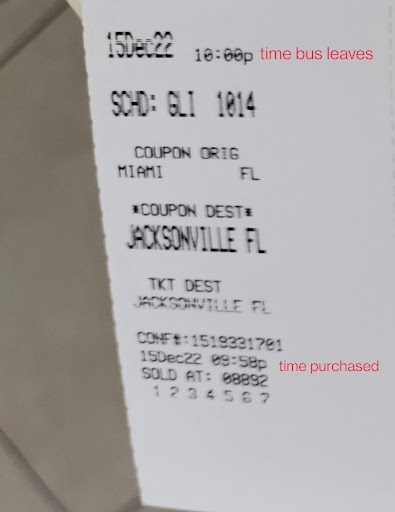 15Dec22 10:00p time bus leaves
SCHD: GLI 1014
COUPON ORIG
MIAMI FL
*COUPON DEST*
JACKSONVILLE FL
TKT DEST
JACKSONVILLE FL
CONF#:1519331701
15Dec22 09:58p time purchased
SOLD AT: 08892
1 2 3 4 5 6 7